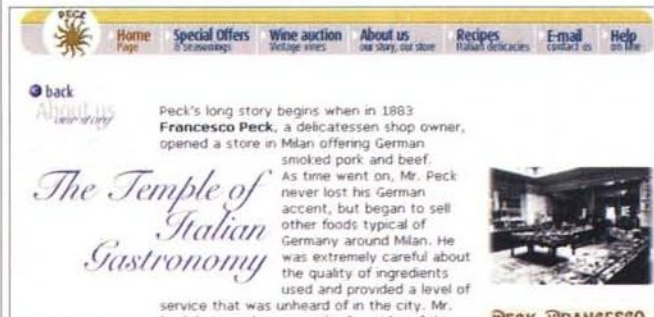 PECK
Home Page
Special Offers & Seasonings
Wine auction Vintage wines
About us our story, our store
Recipes Italian delicacies
E-mail contact us
Help on line
back
About us
our story
Peck's long story begins when in 1883
Francesco Peck, a delicatessen shop owner,
opened a store in Milan offering German
smoked pork and beef.
As time went on, Mr. Peck
never lost his German
accent, but began to sell
other foods typical of
Germany around Milan. He
was extremely careful about
the quality of ingredients
used and provided a level of
service that was unheard of in the city. Mr.
The Temple of
Italian
Gastronomy
PECK FRANCESCO